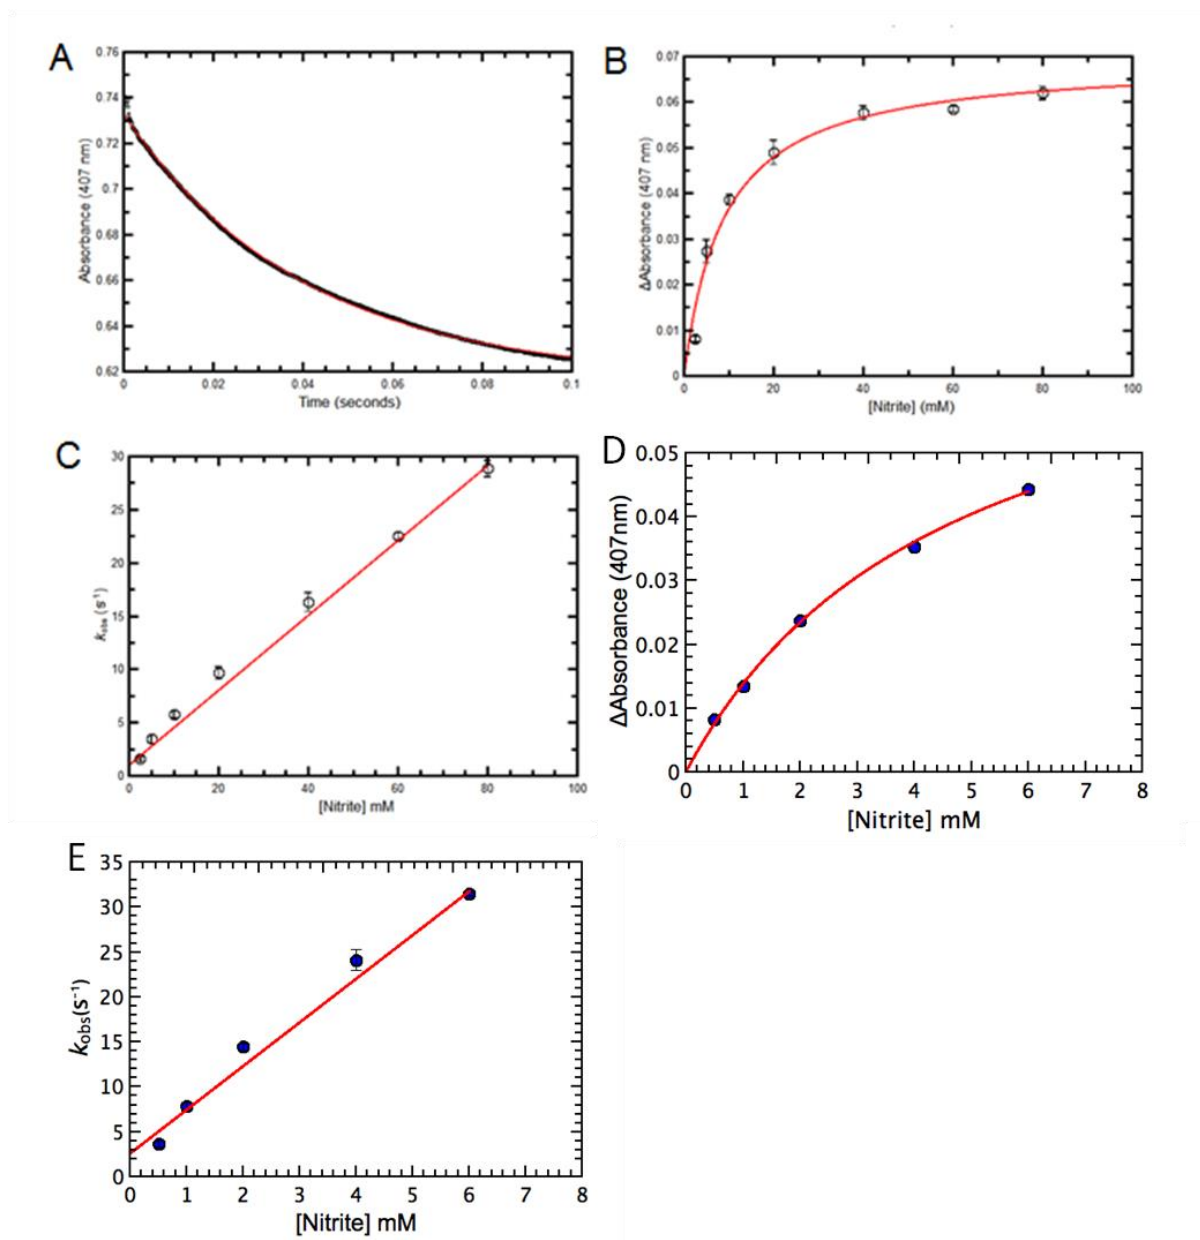 A
0.76
0.74
0.72
0.7
0.68
0.66
0.64
0.62
Absorbance (407 nm)
0 0.02 0.04 0.06 0.08 0.1
Time (seconds)
B
0.07
0.06
0.05
0.04
0.03
0.02
0.01
0
ΔAbsorbance (407 nm)
0 20 40 60 80 100
[Nitrite] (mM)
C
30
25
20
15
10
5
0
kobs (s⁻¹)
0 20 40 60 80 100
[Nitrite] mM
D
0.05
0.04
0.03
0.02
0.01
0
ΔAbsorbance (407nm)
0 1 2 3 4 5 6 7 8
[Nitrite] mM
E
35
30
25
20
15
10
5
0
kobs(s⁻¹)
0 1 2 3 4 5 6 7 8
[Nitrite] mM